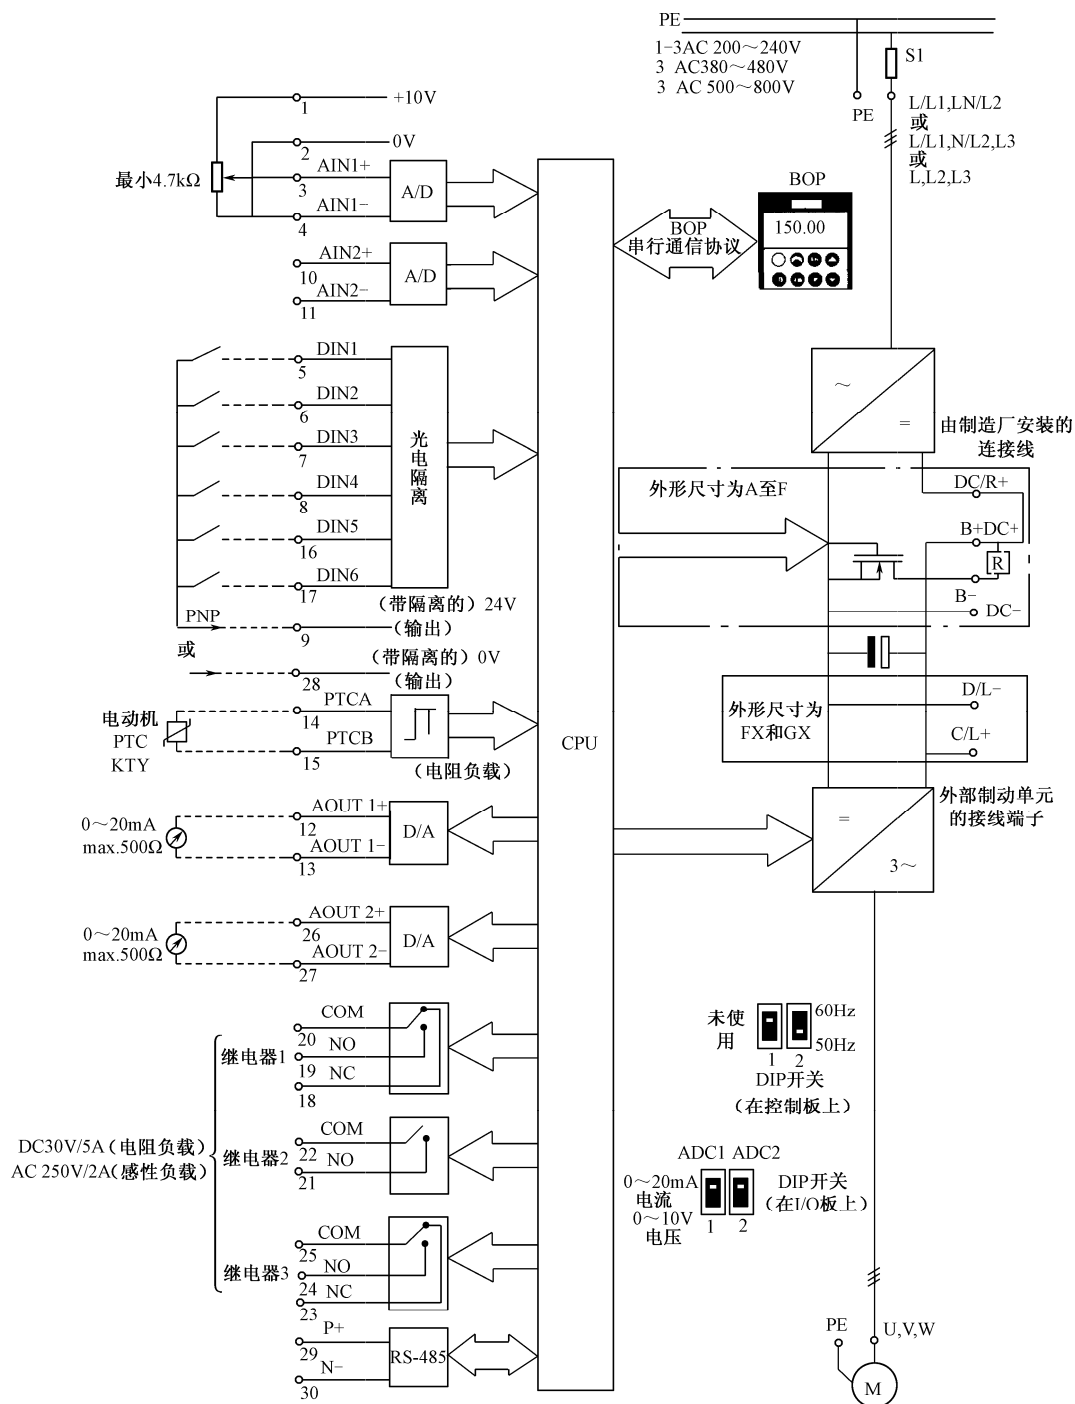 PE
1-3AC 200～240V
3 AC380～480V
3 AC 500～800V
S1
PE
L/L1,LN/L2
或
L/L1,N/L2,L3
或
L,L2,L3
+10V
1
0V
2
最小4.7kΩ
AIN1+
3
AIN1-
4
A/D
AIN2+
10
AIN2-
11
A/D
BOP
BOP
串行通信协议
150.00
DIN1
5
DIN2
6
DIN3
7
DIN4
8
DIN5
16
DIN6
17
光电隔离
PNP
9
（带隔离的）24V
（输出）
或
28
（带隔离的）0V
（输出）
～
=
由制造厂安装的
连接线
外形尺寸为A至F
DC/R+
B+DC+
R
B-
DC-
电动机
PTC
KTY
PTCA
14
PTCB
15
（电阻负载）
CPU
外形尺寸为
FX和GX
D/L-
C/L+
0～20mA
max.500Ω
AOUT 1+
12
AOUT 1-
13
D/A
=
3～
外部制动单元
的接线端子
0～20mA
max.500Ω
AOUT 2+
26
AOUT 2-
27
D/A
DC30V/5A（电阻负载）
AC 250V/2A（感性负载）
继电器1
COM
20
NO
19
NC
18
继电器2
COM
22
NO
21
继电器3
COM
25
NO
24
NC
23
P+
29
N-
30
RS-485
未使
用
60Hz
50Hz
1 2
DIP开关
（在控制板上）
ADC1 ADC2
0～20mA
电流
0～10V
电压
1 2
DIP开关
（在I/O板上）
PE
U,V,W
M